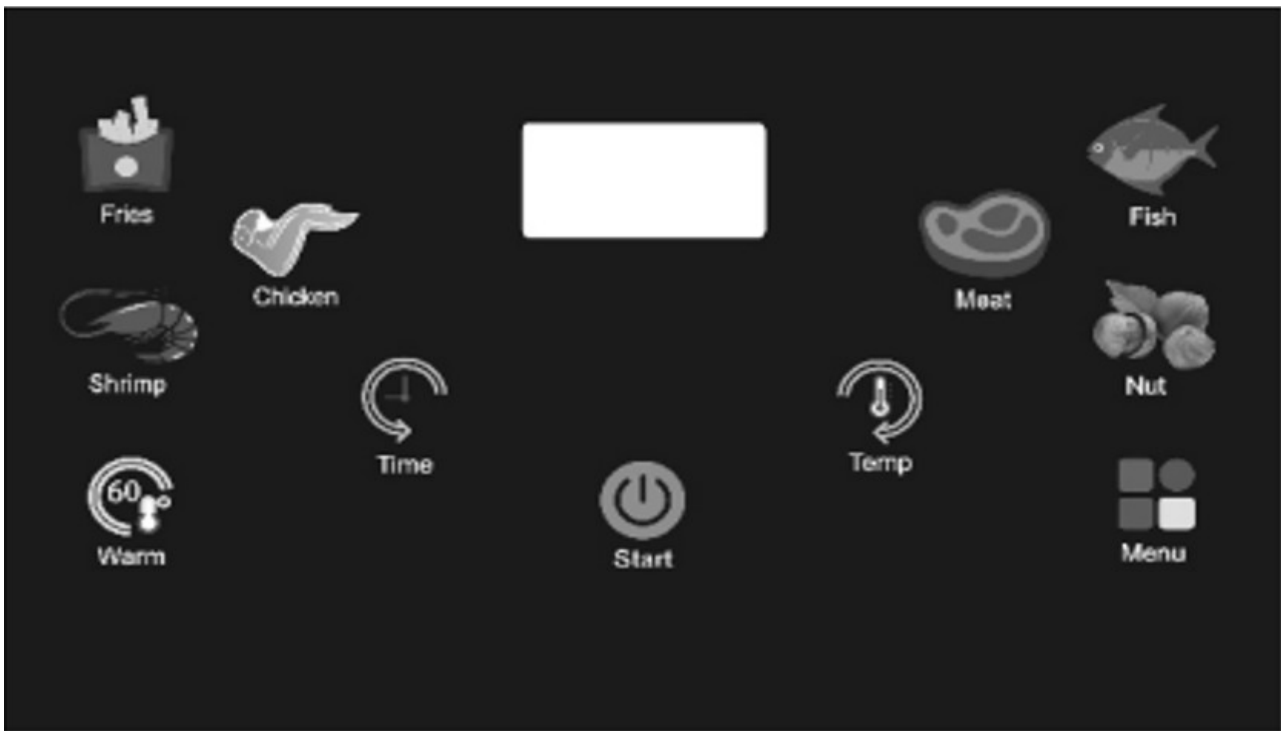 Fries
Fish
Chicken
Meat
Shrimp
Nut
Time
Temp
60
Warm
Start
Menu